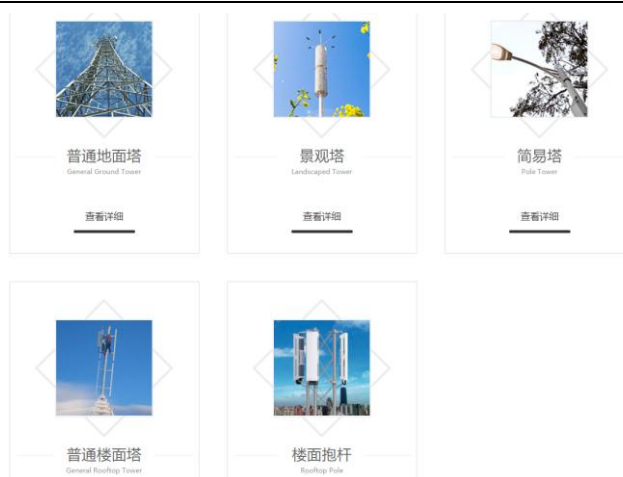 普通地面塔
General Ground Tower
查看详细
景观塔
Landscaped Tower
查看详细
简易塔
Pole Tower
查看详细
普通楼面塔
General Rooftop Tower
楼面抱杆
Rooftop Pole